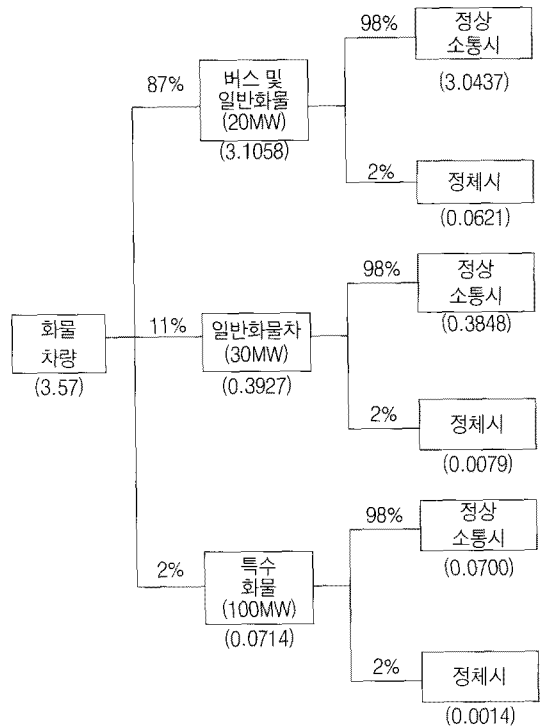 98%
정상
소통시
(3.0437)
87%
버스 및
일반화물
(20MW)
(3.1058)
2%
정체시
(0.0621)
98%
정상
소통시
(0.3848)
화물
차량
(3.57)
11%
일반화물차
(30MW)
(0.3927)
2%
정체시
(0.0079)
98%
정상
소통시
(0.0700)
2%
특수
화물
(100MW)
(0.0714)
2%
정체시
(0.0014)